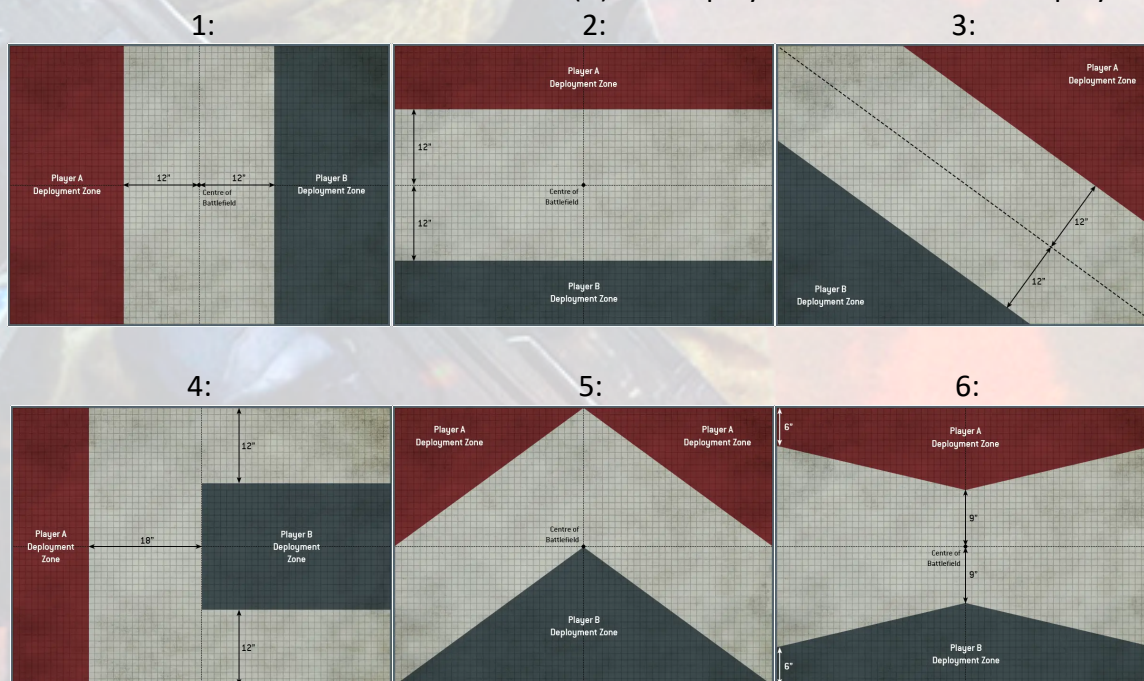 1:
2:
3:
Player A
Deployment Zone
12"
12"
Centre of
Battlefield
Player B
Deployment Zone
Player A
Deployment Zone
12"
Centre of
Battlefield
12"
Player B
Deployment Zone
Player A
Deployment Zone
12"
12"
Player B
Deployment Zone
4:
5:
6:
Player A
Deployment
Zone
18"
12"
Player B
Deployment
Zone
12"
Player A
Deployment Zone
Player A
Deployment Zone
Centre of
Battlefield
Player B
Deployment Zone
6"
Player A
Deployment Zone
9"
Centre of
Battlefield
9"
Player B
Deployment Zone
6"